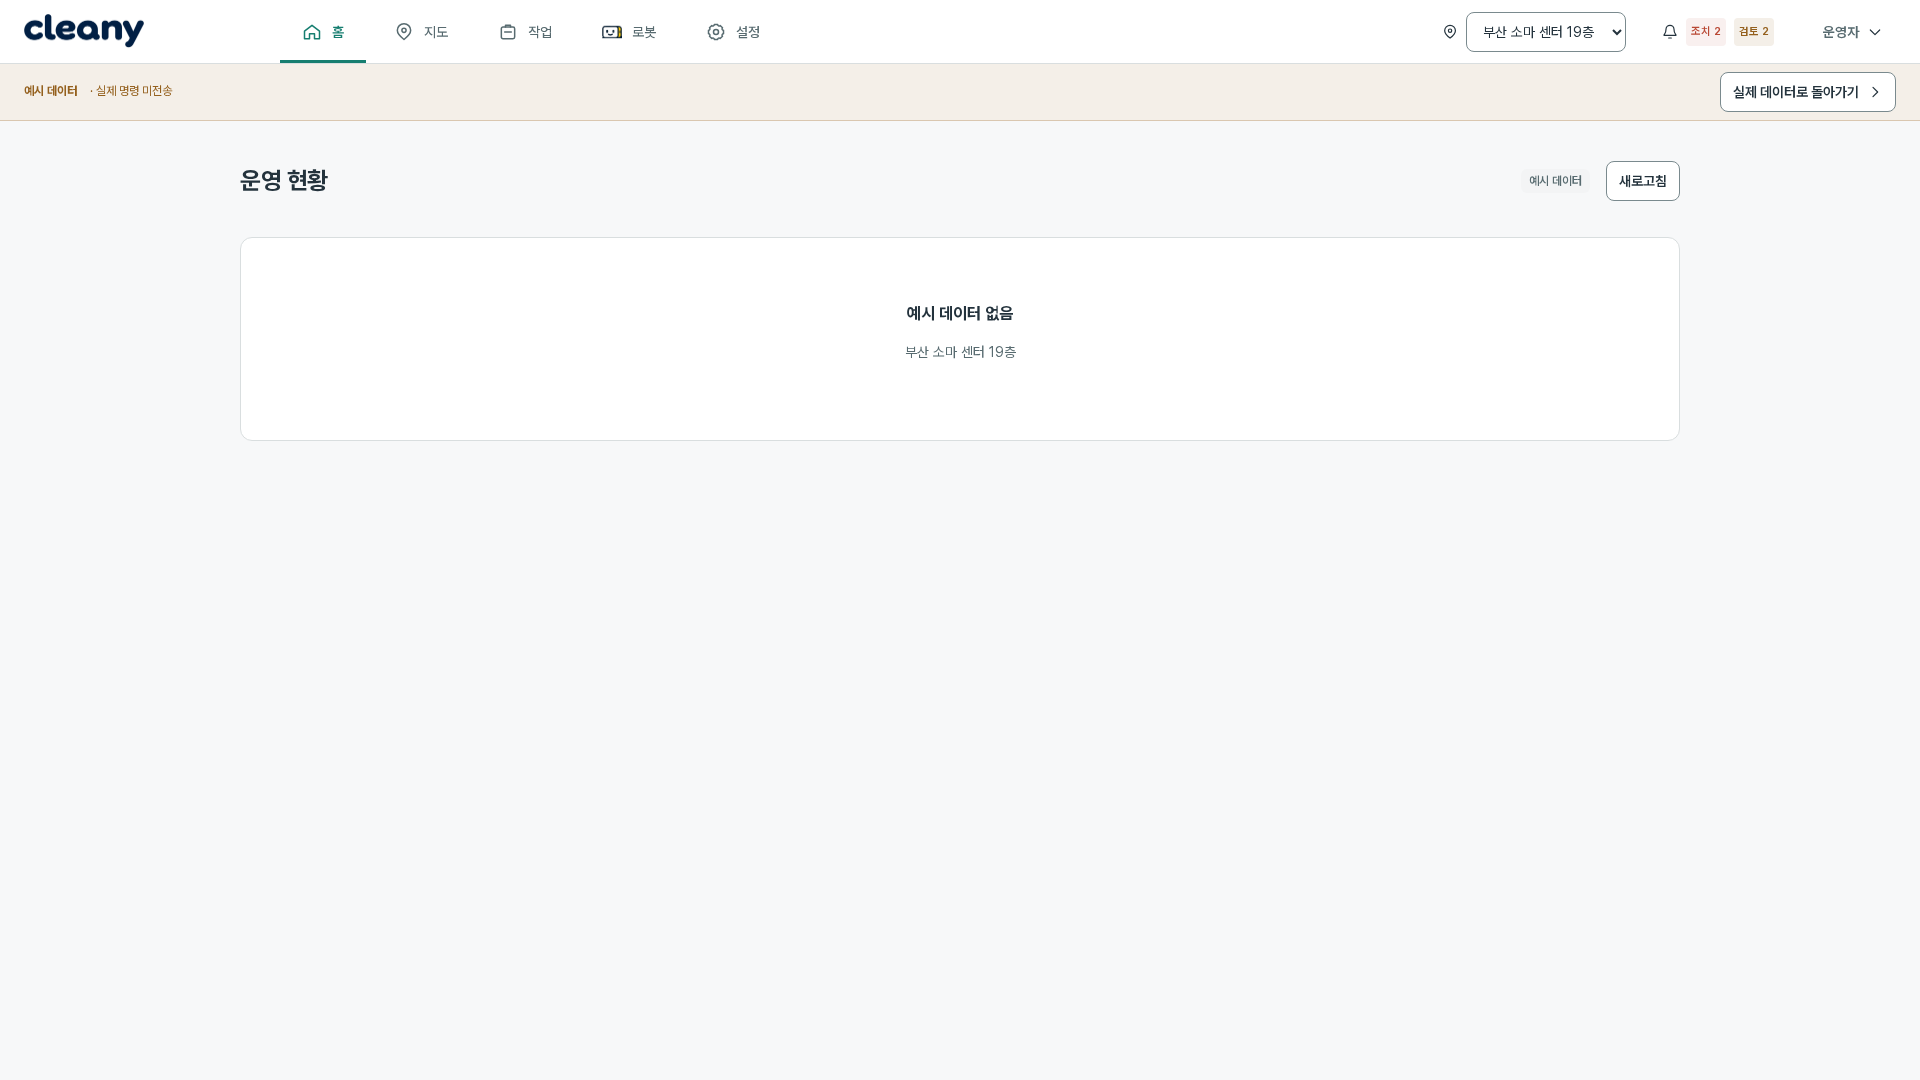 cleany
홈
지도
작업
로봇
설정
부산 소마 센터 19층
조치 2
검토 2
운영자
예시 데이터 · 실제 명령 미전송
실제 데이터로 돌아가기
운영 현황
예시 데이터
새로고침
예시 데이터 없음
부산 소마 센터 19층